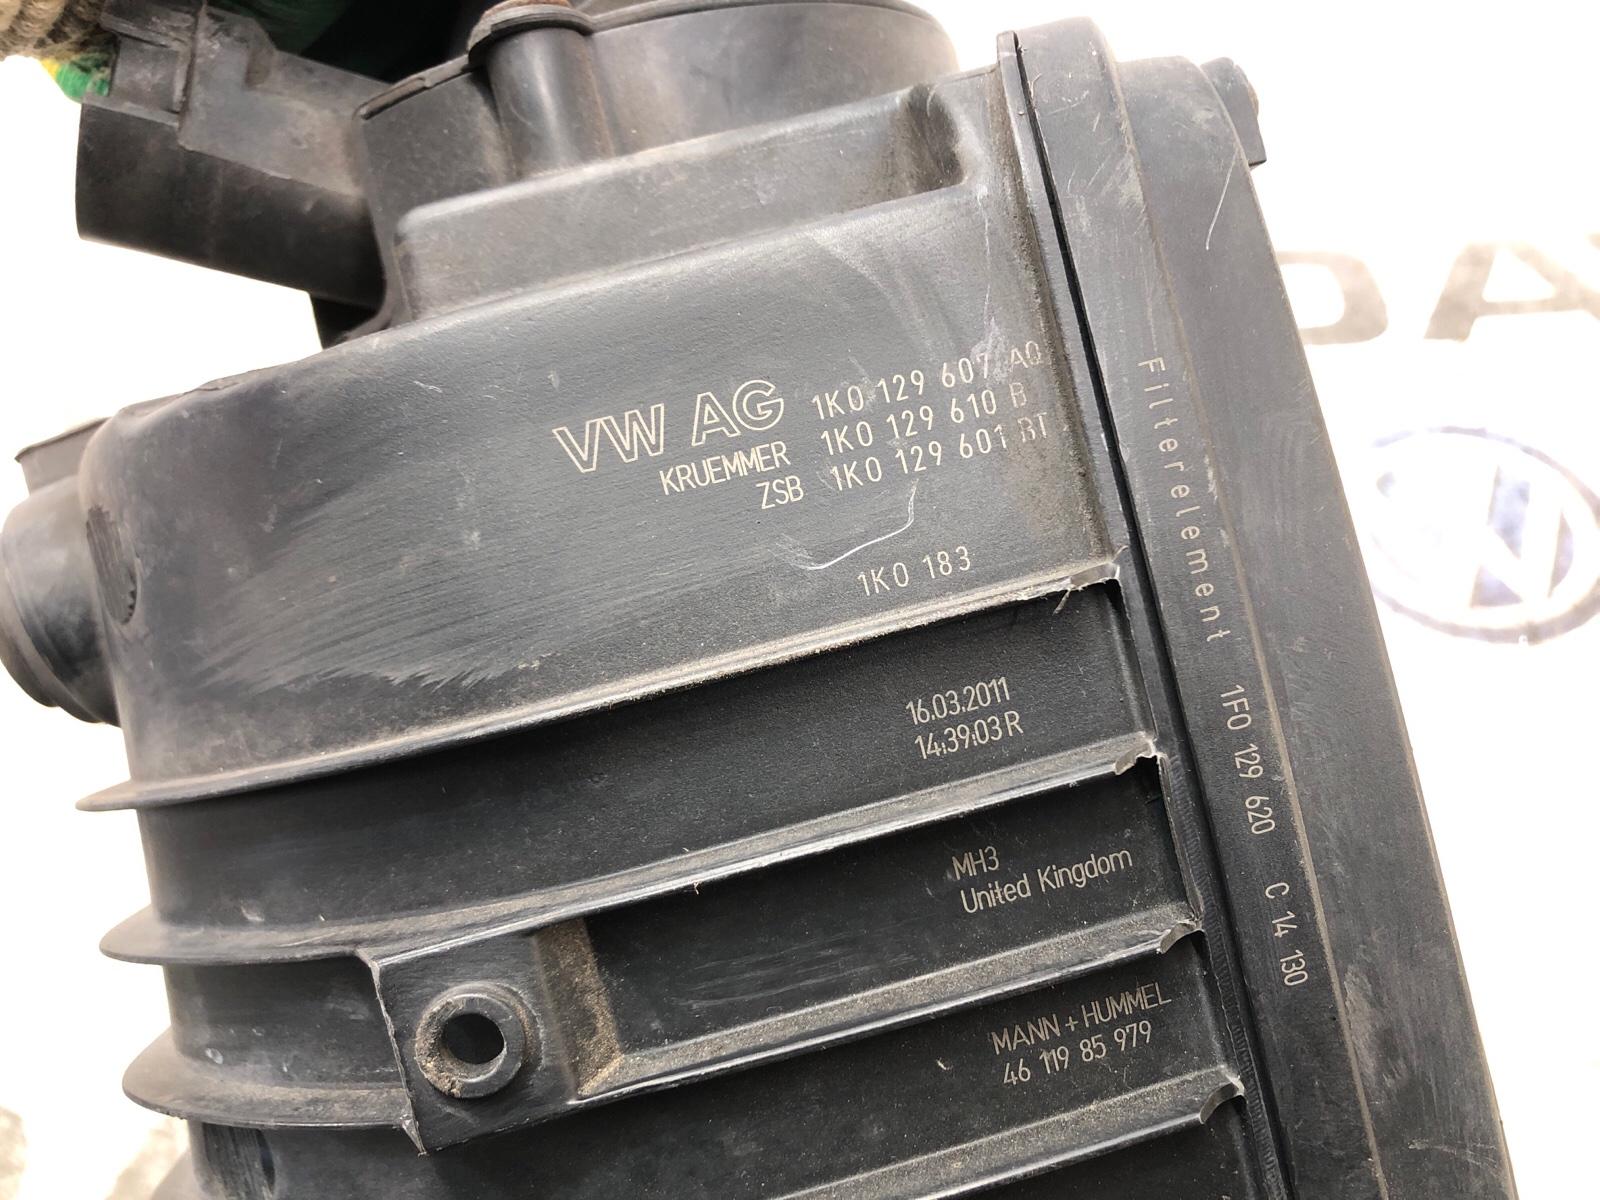 VW AG 1K0 129 607 AQ
KRUEMMER 1K0 129 610 B
ZSB 1K0 129 601 BT
1K0 183
16.03.2011
14:39:03 R
MH3
United Kingdom
MANN + HUMMEL
46 119 85 979
Filterelement 1F0 129 620 C 14 130